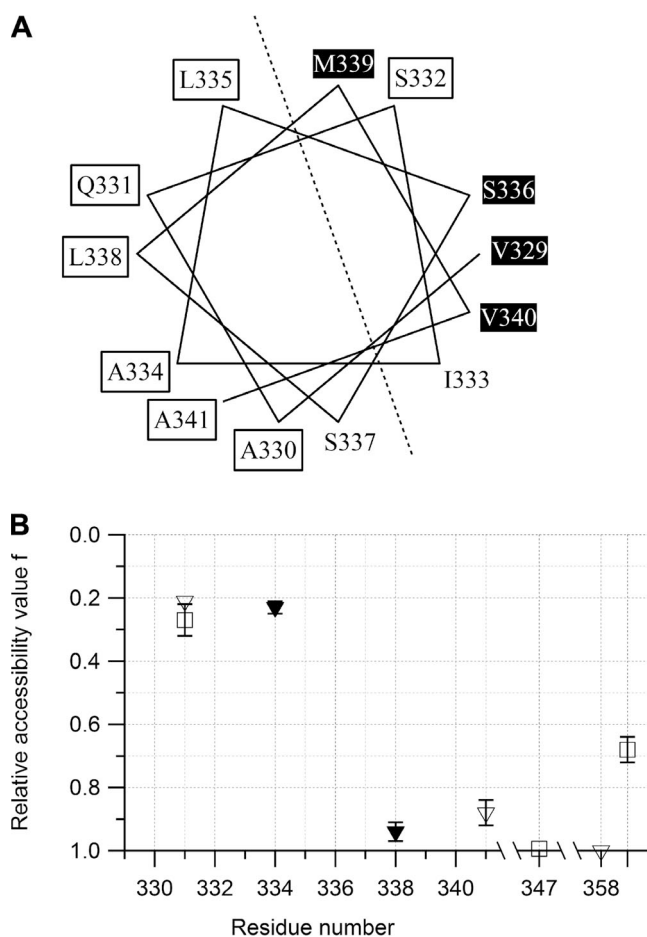 A
M339
S332
L335
Q331
S336
L338
V329
V340
A334
I333
A341
A330
S337
B
Relative accessibility value f
0.0
0.2
0.4
0.6
0.8
1.0
330 332 334 336 338 340 347 358
Residue number